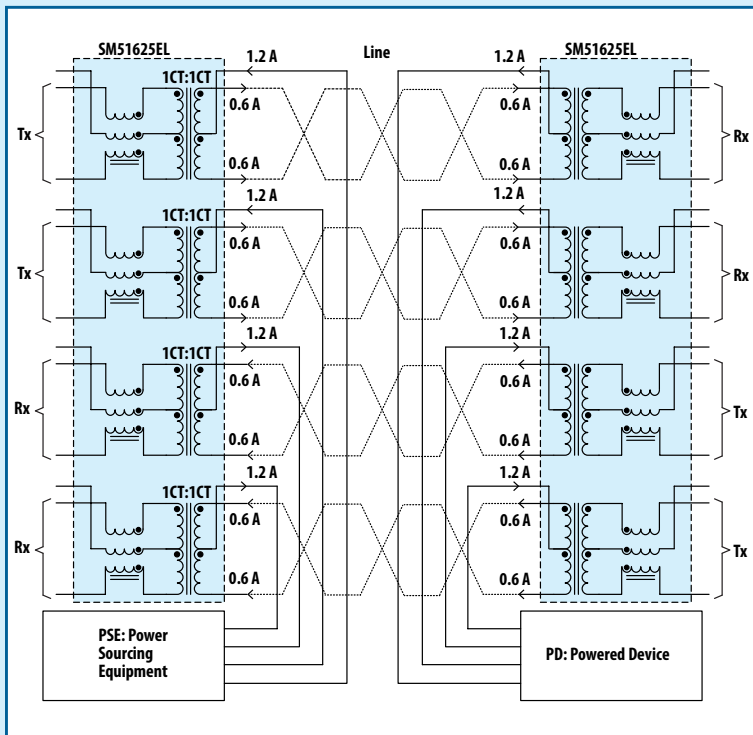 SM51625EL
1.2 A
Line
1.2 A
SM51625EL
1CT:1CT
0.6 A
0.6 A
Tx
Rx
0.6 A
0.6 A
1.2 A
1.2 A
1CT:1CT
0.6 A
0.6 A
Tx
Rx
0.6 A
0.6 A
1.2 A
1.2 A
1CT:1CT
0.6 A
0.6 A
Rx
Tx
0.6 A
0.6 A
1.2 A
1.2 A
1CT:1CT
0.6 A
0.6 A
Rx
Tx
0.6 A
0.6 A
PSE: Power
Sourcing
Equipment
PD: Powered Device